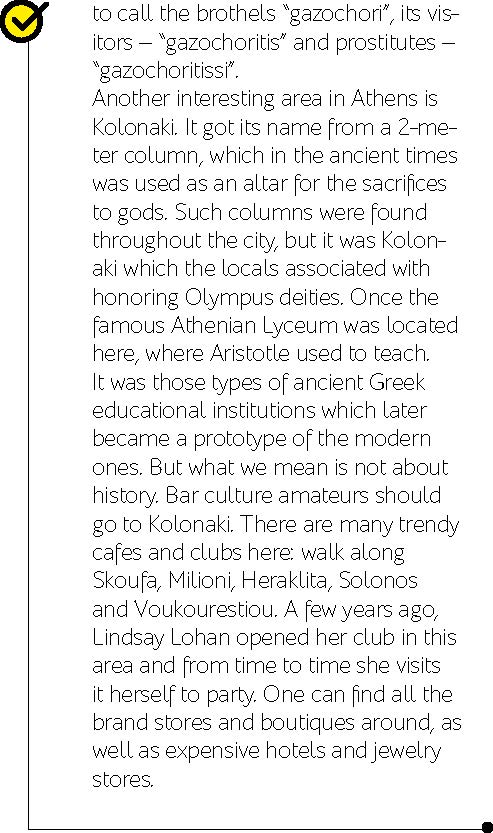 to call the brothels “gazochori”, its vis-
itors – “gazochoritis” and prostitutes –
“gazochoritissi”.
Another interesting area in Athens is
Kolonaki. It got its name from a 2-me-
ter column, which in the ancient times
was used as an altar for the sacrifices
to gods. Such columns were found
throughout the city, but it was Kolon-
aki which the locals associated with
honoring Olympus deities. Once the
famous Athenian Lyceum was located
here, where Aristotle used to teach.
It was those types of ancient Greek
educational institutions which later
became a prototype of the modern
ones. But what we mean is not about
history. Bar culture amateurs should
go to Kolonaki. There are many trendy
cafes and clubs here: walk along
Skoufa, Milioni, Heraklita, Solonos
and Voukourestiou. A few years ago,
Lindsay Lohan opened her club in this
area and from time to time she visits
it herself to party. One can find all the
brand stores and boutiques around, as
well as expensive hotels and jewelry
stores.